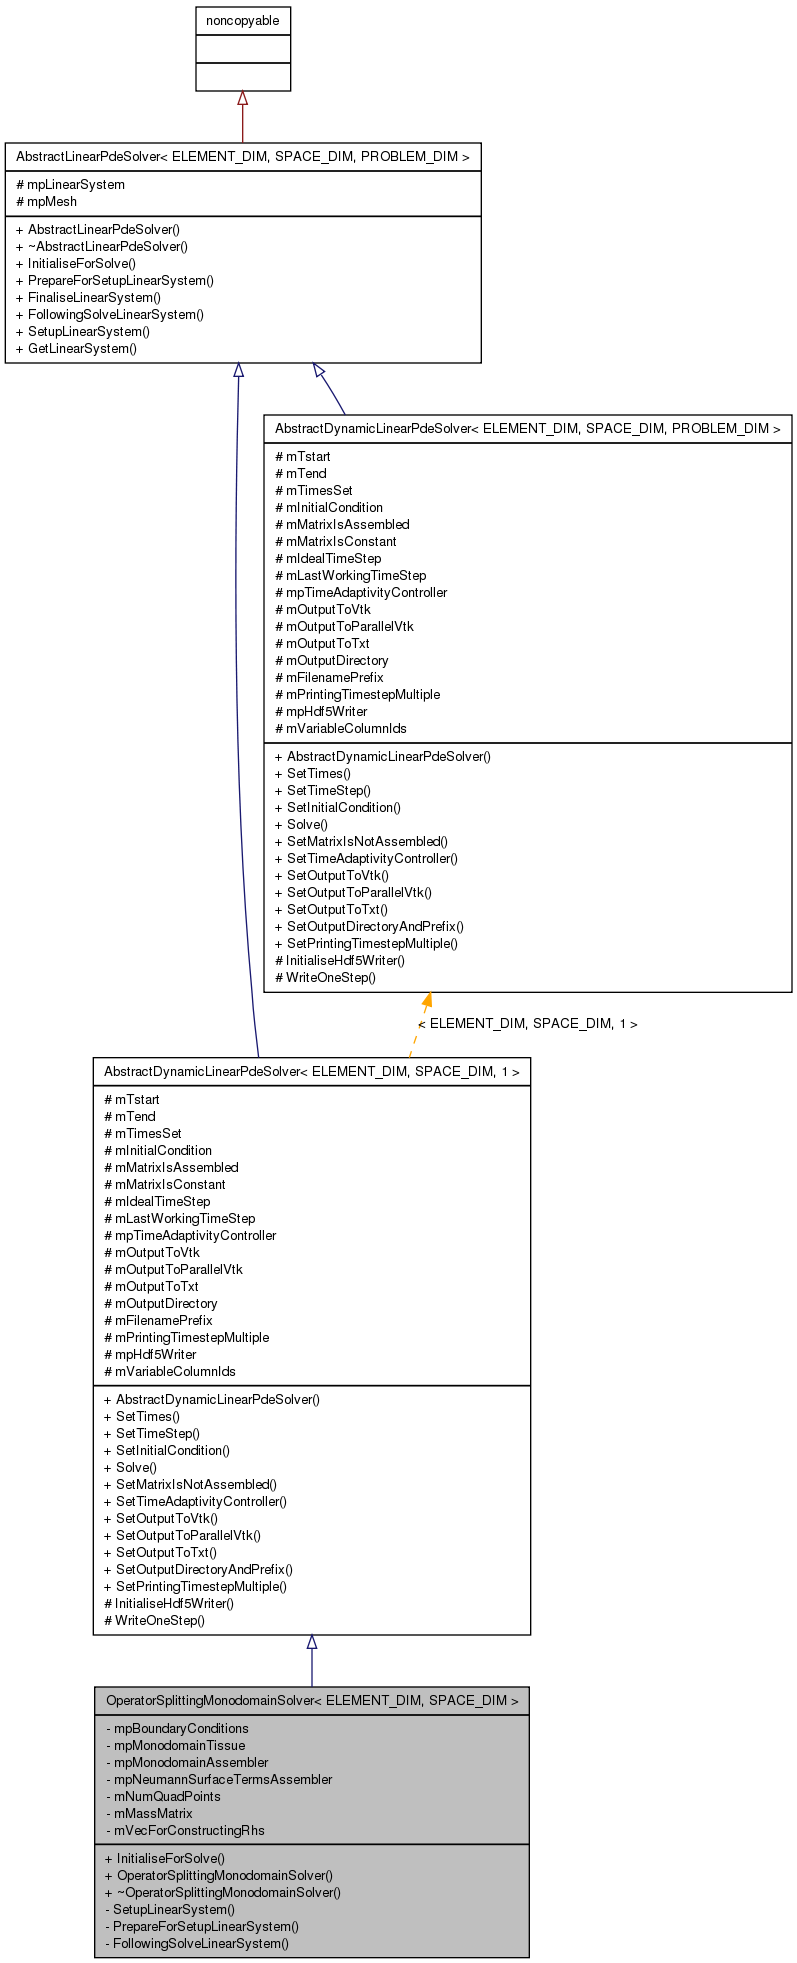 noncopyable
AbstractLinearPdeSolver< ELEMENT_DIM, SPACE_DIM, PROBLEM_DIM >
# mpLinearSystem
# mpMesh
+ AbstractLinearPdeSolver()
+ ~AbstractLinearPdeSolver()
+ InitialiseForSolve()
+ PrepareForSetupLinearSystem()
+ FinaliseLinearSystem()
+ FollowingSolveLinearSystem()
+ SetupLinearSystem()
+ GetLinearSystem()
AbstractDynamicLinearPdeSolver< ELEMENT_DIM, SPACE_DIM, PROBLEM_DIM >
# mTstart
# mTend
# mTimesSet
# mInitialCondition
# mMatrixIsAssembled
# mMatrixIsConstant
# mIdealTimeStep
# mLastWorkingTimeStep
# mpTimeAdaptivityController
# mOutputToVtk
# mOutputToParallelVtk
# mOutputToTxt
# mOutputDirectory
# mFilenamePrefix
# mPrintingTimestepMultiple
# mpHdf5Writer
# mVariableColumnIds
+ AbstractDynamicLinearPdeSolver()
+ SetTimes()
+ SetTimeStep()
+ SetInitialCondition()
+ Solve()
+ SetMatrixIsNotAssembled()
+ SetTimeAdaptivityController()
+ SetOutputToVtk()
+ SetOutputToParallelVtk()
+ SetOutputToTxt()
+ SetOutputDirectoryAndPrefix()
+ SetPrintingTimestepMultiple()
# InitialiseHdf5Writer()
# WriteOneStep()
< ELEMENT_DIM, SPACE_DIM, 1 >
AbstractDynamicLinearPdeSolver< ELEMENT_DIM, SPACE_DIM, 1 >
# mTstart
# mTend
# mTimesSet
# mInitialCondition
# mMatrixIsAssembled
# mMatrixIsConstant
# mIdealTimeStep
# mLastWorkingTimeStep
# mpTimeAdaptivityController
# mOutputToVtk
# mOutputToParallelVtk
# mOutputToTxt
# mOutputDirectory
# mFilenamePrefix
# mPrintingTimestepMultiple
# mpHdf5Writer
# mVariableColumnIds
+ AbstractDynamicLinearPdeSolver()
+ SetTimes()
+ SetTimeStep()
+ SetInitialCondition()
+ Solve()
+ SetMatrixIsNotAssembled()
+ SetTimeAdaptivityController()
+ SetOutputToVtk()
+ SetOutputToParallelVtk()
+ SetOutputToTxt()
+ SetOutputDirectoryAndPrefix()
+ SetPrintingTimestepMultiple()
# InitialiseHdf5Writer()
# WriteOneStep()
OperatorSplittingMonodomainSolver< ELEMENT_DIM, SPACE_DIM >
- mpBoundaryConditions
- mpMonodomainTissue
- mpMonodomainAssembler
- mpNeumannSurfaceTermsAssembler
- mNumQuadPoints
- mMassMatrix
- mVecForConstructingRhs
+ InitialiseForSolve()
+ OperatorSplittingMonodomainSolver()
+ ~OperatorSplittingMonodomainSolver()
- SetupLinearSystem()
- PrepareForSetupLinearSystem()
- FollowingSolveLinearSystem()